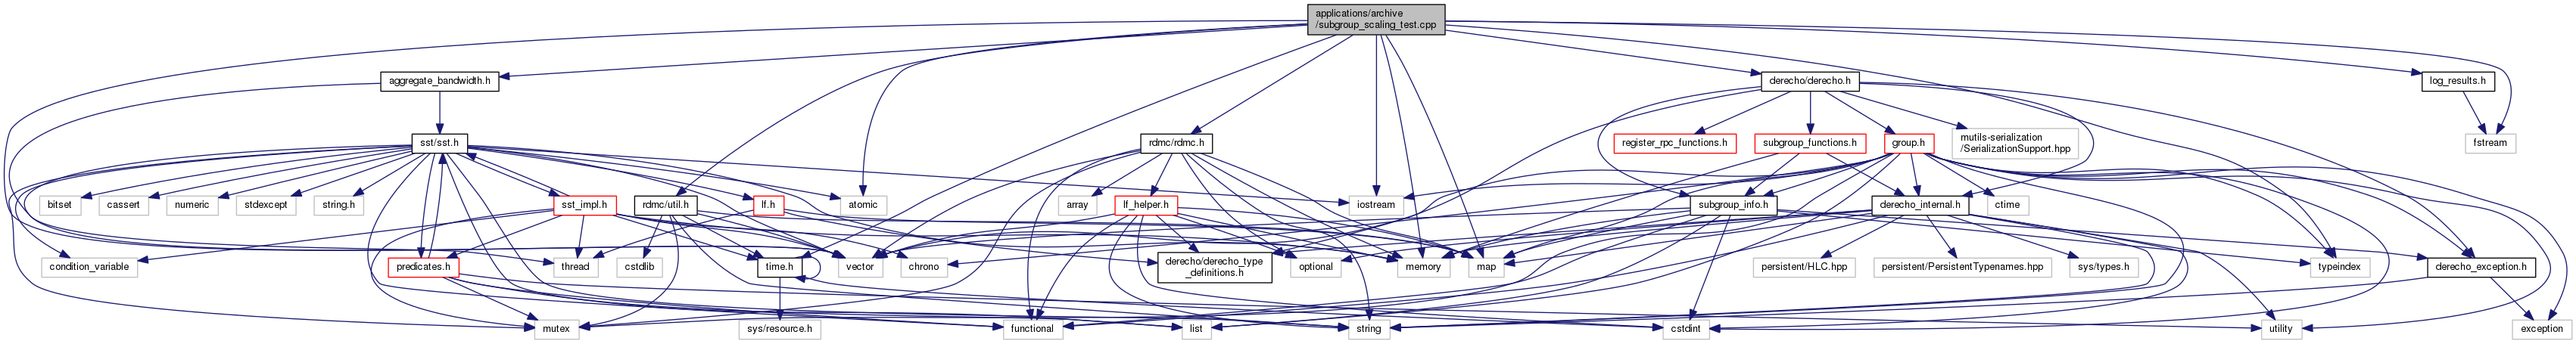 applications/archive
/subgroup_scaling_test.cpp
aggregate_bandwidth.h
derecho/derecho.h
log_results.h
sst/sst.h
rdmc/rdmc.h
register_rpc_functions.h
subgroup_functions.h
group.h
mutils-serialization
/SerializationSupport.hpp
fstream
bitset
cassert
numeric
stdexcept
string.h
sst_impl.h
rdmc/util.h
lf.h
atomic
array
lf_helper.h
iostream
subgroup_info.h
derecho_internal.h
ctime
condition_variable
predicates.h
thread
cstdlib
time.h
vector
chrono
derecho/derecho_type
_definitions.h
optional
memory
map
persistent/HLC.hpp
persistent/PersistentTypenames.hpp
sys/types.h
typeindex
derecho_exception.h
mutex
sys/resource.h
functional
list
string
cstdint
utility
exception